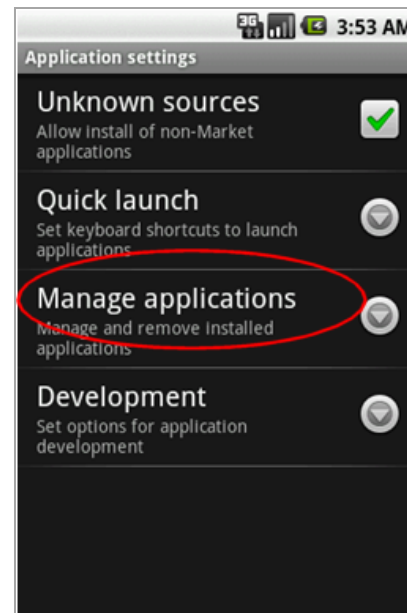 3G 3:53 AM
Application settings
Unknown sources
Allow install of non-Market
applications
Quick launch
Set keyboard shortcuts to launch
applications
Manage applications
Manage and remove installed
applications
Development
Set options for application
development